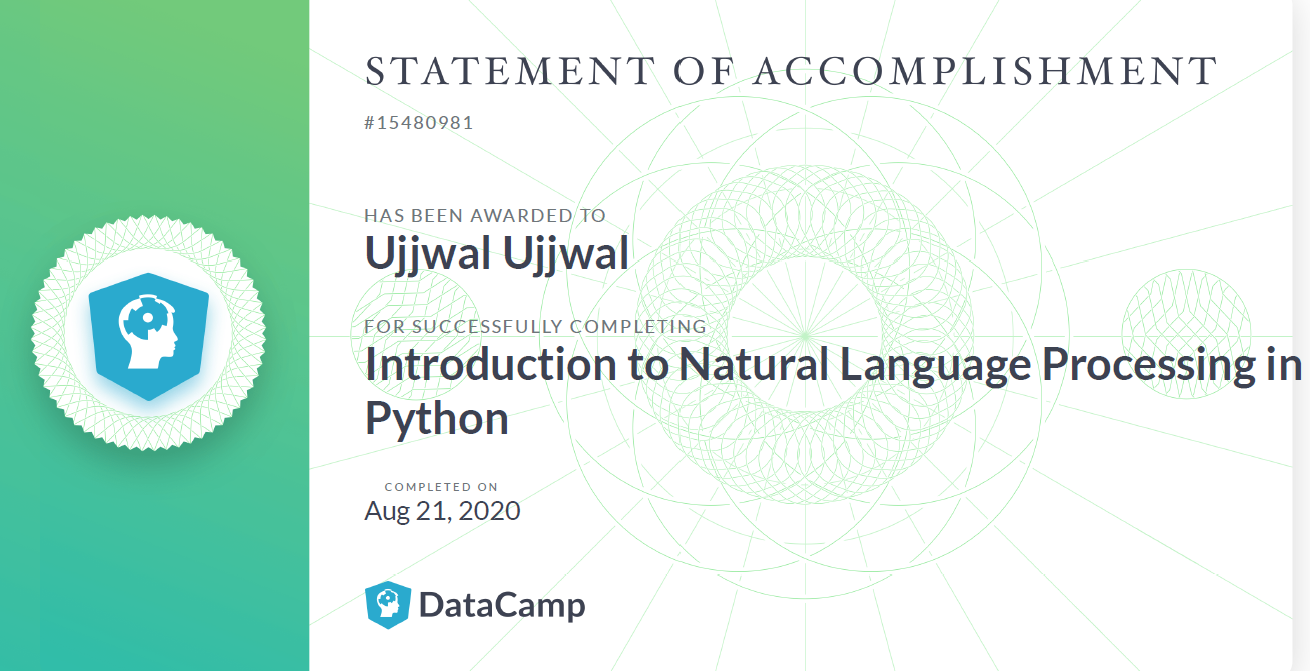 STATEMENT OF ACCOMPLISHMENT
#15480981
HAS BEEN AWARDED TO
Ujjwal Ujjwal
FOR SUCCESSFULLY COMPLETING
Introduction to Natural Language Processing in
Python
COMPLETED ON
Aug 21, 2020
DataCamp